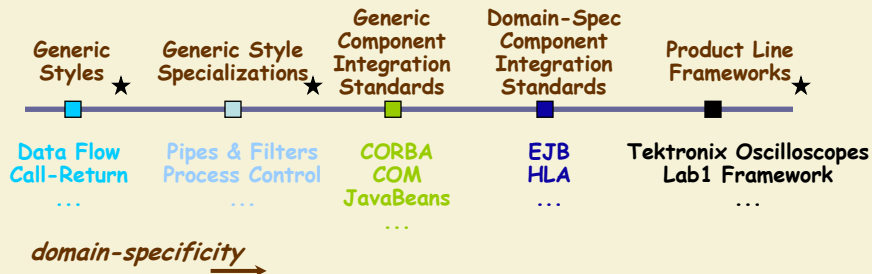 Generic
Styles
Generic Style
Specializations
Generic
Component
Integration
Standards
Domain-Spec
Component
Integration
Standards
Product Line
Frameworks
Data Flow
Call-Return
...
Pipes & Filters
Process Control
...
CORBA
COM
JavaBeans
...
EJB
HLA
...
Tektronix Oscilloscopes
Lab1 Framework
...
domain-specificity